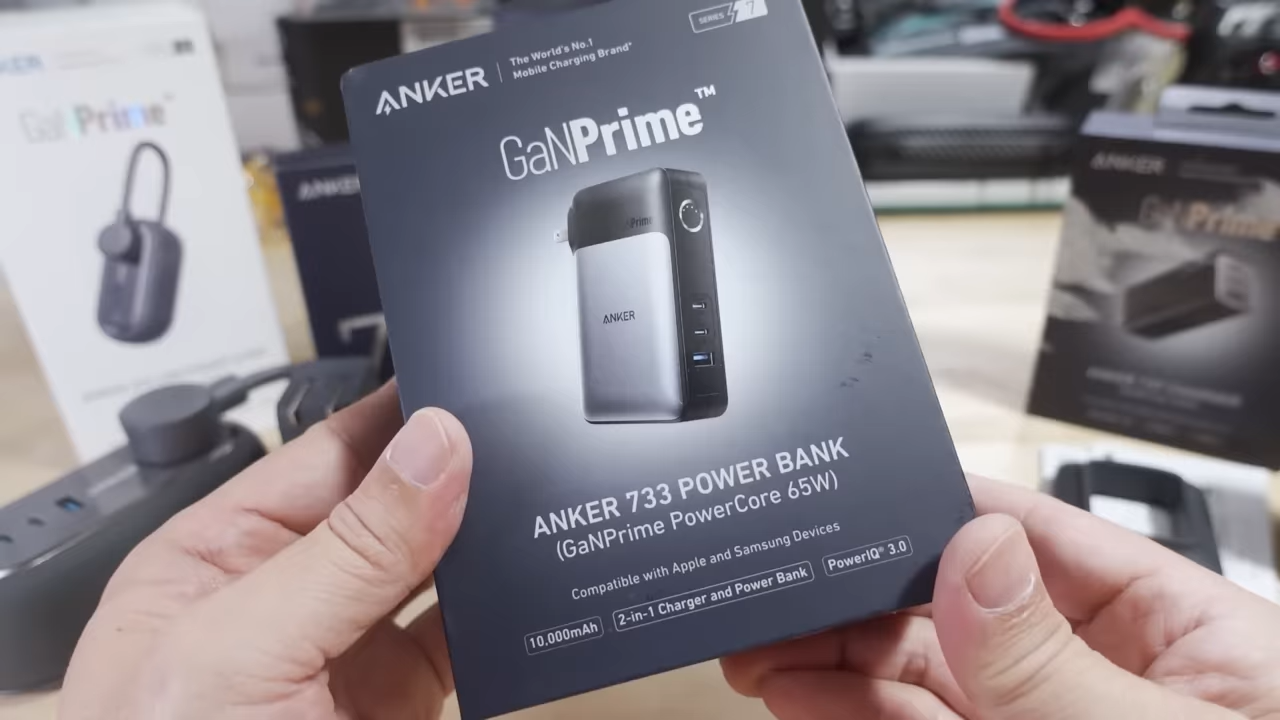 ANKER
The World's No.1
Mobile Charging Brand*
SERIES 7
GaNPrime™
Prime
ANKER
ANKER 733 POWER BANK
(GaNPrime PowerCore 65W)
Compatible with Apple and Samsung Devices
10,000mAh
2-in-1 Charger and Power Bank
PowerIQ® 3.0
GaNPrime
ANKER
7
ANKER
GaNPrime